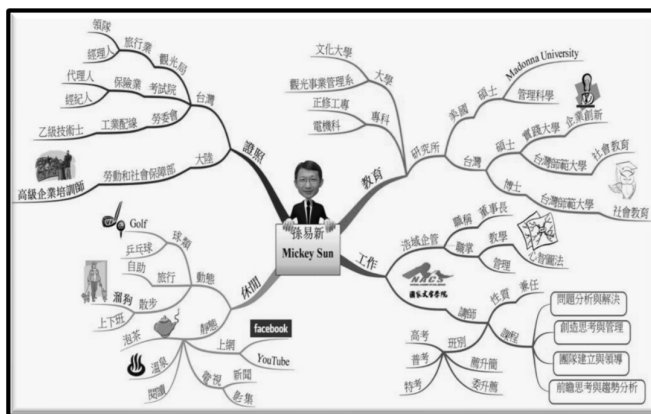 孫易新
Mickey Sun
證照
台灣
觀光局
旅行業
領隊
經理人
考試院
保險業
代理人
經紀人
勞委會
工業配線
乙級技術士
大陸
勞動和社會保障部
高級企業培訓師
教育
大學
文化大學
觀光事業管理系
專科
正修工專
電機科
研究所
美國
碩士
Madonna University
管理科學
台灣
碩士
實踐大學
企業創新
台灣師範大學
社會教育
博士
台灣師範大學
社會教育
工作
浩域企管
職稱
董事長
職掌
教學
心智圖法
管理
NACS
國家文官學院
講師
性質
兼任
課程
問題分析與解決
創造思考與管理
團隊建立與領導
前瞻思考與趨勢分析
班別
高考
普考
特考
薦升簡
委升薦
休閒
動態
球類
Golf
乒乓球
旅行
自助
散步
溜狗
上下班
靜態
泡茶
溫泉
閱讀
上網
facebook
YouTube
電視
新聞
影集